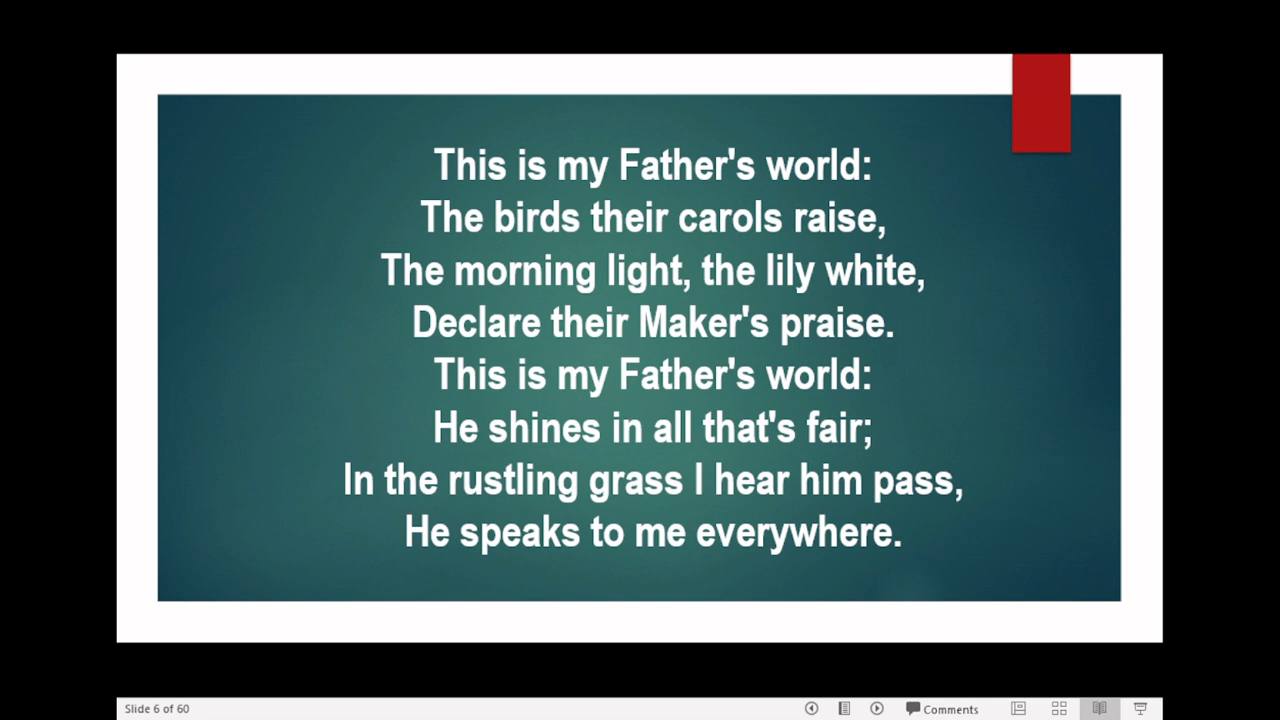 This is my Father's world:
The birds their carols raise,
The morning light, the lily white,
Declare their Maker's praise.
This is my Father's world:
He shines in all that's fair;
In the rustling grass I hear him pass,
He speaks to me everywhere.
Slide 6 of 60
Comments